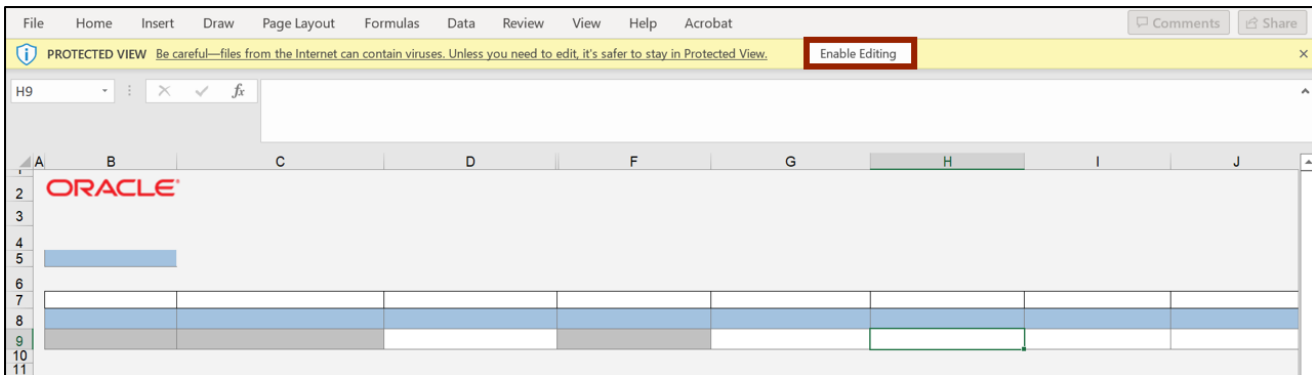 File Home Insert Draw Page Layout Formulas Data Review View Help Acrobat Comments Share
PROTECTED VIEW Be careful—files from the Internet can contain viruses. Unless you need to edit, it's safer to stay in Protected View. Enable Editing ×
H9 fx
A B C D F G H I J
2 ORACLE
3
4
5
6
7
8
9
10
11